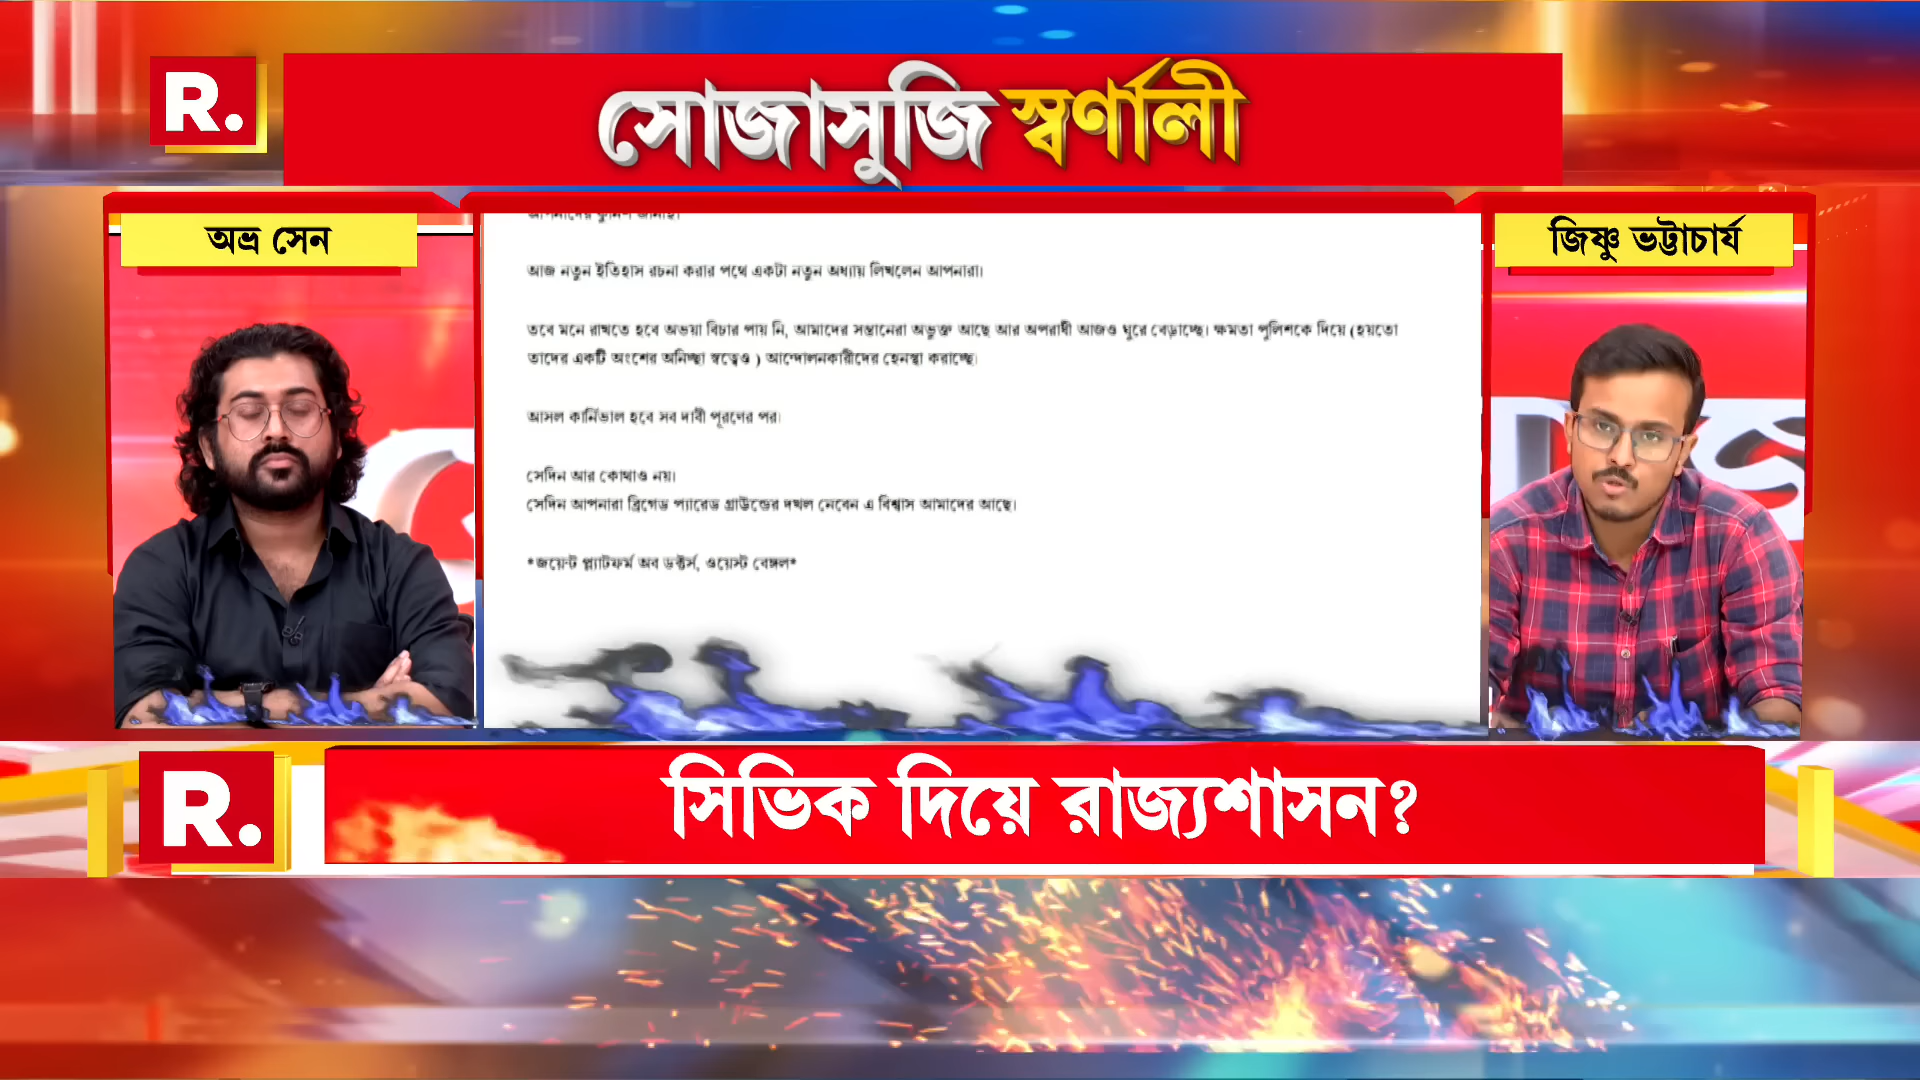 R.
সোজাসুজি স্বর্ণালী
অভ্র সেন
আপনাদের কুর্নিশ জানাই।
জিষ্ণু ভট্টাচার্য
আজ নতুন ইতিহাস রচনা করার পথে একটা নতুন অধ্যায় লিখলেন আপনারা।
তবে মনে রাখতে হবে অভয়া বিচার পায় নি, আমাদের সন্তানেরা অভুক্ত আছে আর অপরাধী আজও ঘুরে বেড়াচ্ছে। ক্ষমতা পুলিশকে দিয়ে (হয়তো
তাদের একটি অংশের অনিচ্ছা স্বত্বেও ) আন্দোলনকারীদের হেনস্থা করাচ্ছে।
আসল কার্নিভাল হবে সব দাবী পূরণের পর।
সেদিন আর কোথাও নয়।
সেদিন আপনারা ব্রিগেড প্যারেড গ্রাউন্ডের দখল নেবেন এ বিশ্বাস আমাদের আছে।
*জয়েন্ট প্ল্যাটফর্ম অব ডক্টর্স, ওয়েস্ট বেঙ্গল*
R.
সিভিক দিয়ে রাজ্যশাসন?